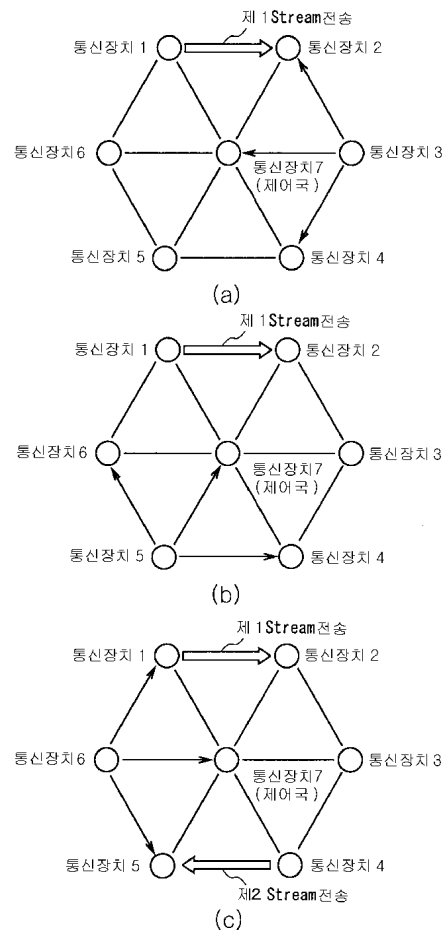 제 1Stream전송
통신장치 1
통신장치 2
통신장치6
통신장치7
(제어국)
통신장치 3
통신장치 5
통신장치 4
(a)
제 1Stream전송
통신장치 1
통신장치 2
통신장치6
통신장치7
(제어국)
통신장치 3
통신장치 5
통신장치 4
(b)
제 1Stream전송
통신장치 1
통신장치 2
통신장치6
통신장치7
(제어국)
통신장치 3
통신장치 5
통신장치 4
제2 Stream전송
(c)